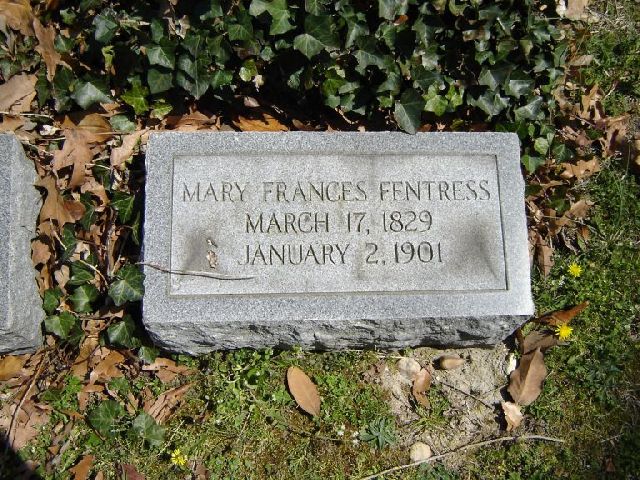 MARY FRANCES FENTRESS
MARCH 17, 1829
JANUARY 2, 1901